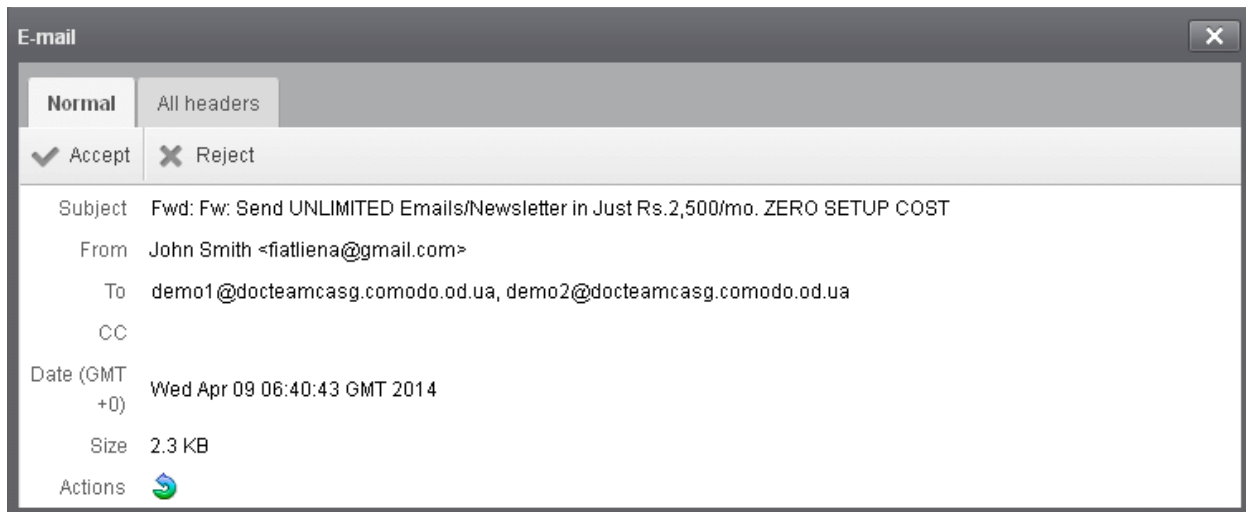 E-mail
Normal All headers
Accept Reject
Subject Fwd: Fw: Send UNLIMITED Emails/Newsletter in Just Rs.2,500/mo. ZERO SETUP COST
From John Smith <fiatliena@gmail.com>
To demo1@docteamcasg.comodo.od.ua, demo2@docteamcasg.comodo.od.ua
CC
Date (GMT
+0) Wed Apr 09 06:40:43 GMT 2014
Size 2.3 KB
Actions